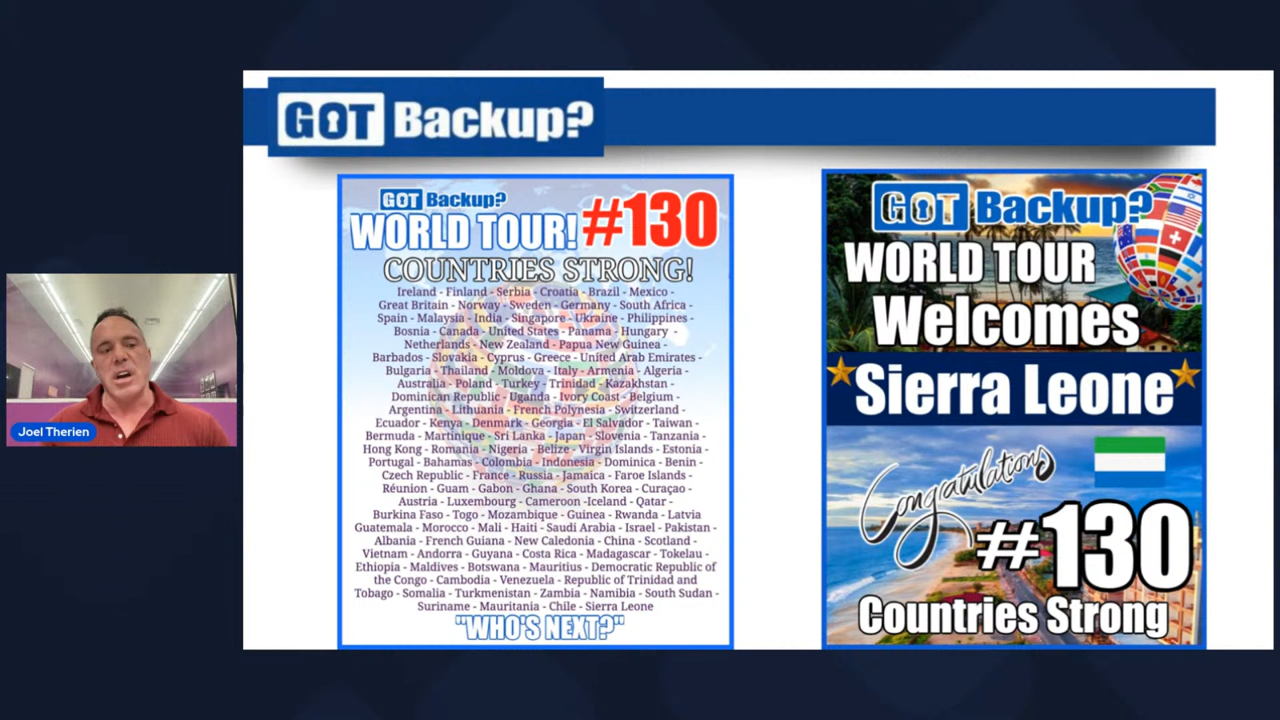 GOT Backup?
GOT Backup?
WORLD TOUR! #130
COUNTRIES STRONG!
Ireland - Finland - Serbia - Croatia - Brazil - Mexico -
Great Britain - Norway - Sweden - Germany - South Africa -
Spain - Malaysia - India - Singapore - Ukraine - Philippines -
Bosnia - Canada - United States - Panama - Hungary -
Netherlands - New Zealand - Papua New Guinea -
Barbados - Slovakia - Cyprus - Greece - United Arab Emirates -
Bulgaria - Thailand - Moldova - Italy - Armenia - Algeria -
Australia - Poland - Turkey - Trinidad - Kazakhstan -
Dominican Republic - Uganda - Ivory Coast - Belgium -
Argentina - Lithuania - French Polynesia - Switzerland -
Ecuador - Kenya - Denmark - Georgia - El Salvador - Taiwan -
Bermuda - Martinique - Sri Lanka - Japan - Slovenia - Tanzania -
Hong Kong - Romania - Nigeria - Belize - Virgin Islands - Estonia -
Portugal - Bahamas - Colombia - Indonesia - Dominica - Benin -
Czech Republic - France - Russia - Jamaica - Faroe Islands -
Réunion - Guam - Gabon - Ghana - South Korea - Curaçao -
Austria - Luxembourg - Cameroon -Iceland - Qatar -
Burkina Faso - Togo - Mozambique - Guinea - Rwanda - Latvia
Guatemala - Morocco - Mali - Haiti - Saudi Arabia - Israel - Pakistan -
Albania - French Guiana - New Caledonia - China - Scotland -
Vietnam - Andorra - Guyana - Costa Rica - Madagascar - Tokelau -
Ethiopia - Maldives - Botswana - Mauritius - Democratic Republic of
the Congo - Cambodia - Venezuela - Republic of Trinidad and
Tobago - Somalia - Turkmenistan - Zambia - Namibia - South Sudan -
Suriname - Mauritania - Chile - Sierra Leone
"WHO'S NEXT?"
GOT Backup?
WORLD TOUR
Welcomes
Sierra Leone
Congratulations
#130
Countries Strong
Joel Therien